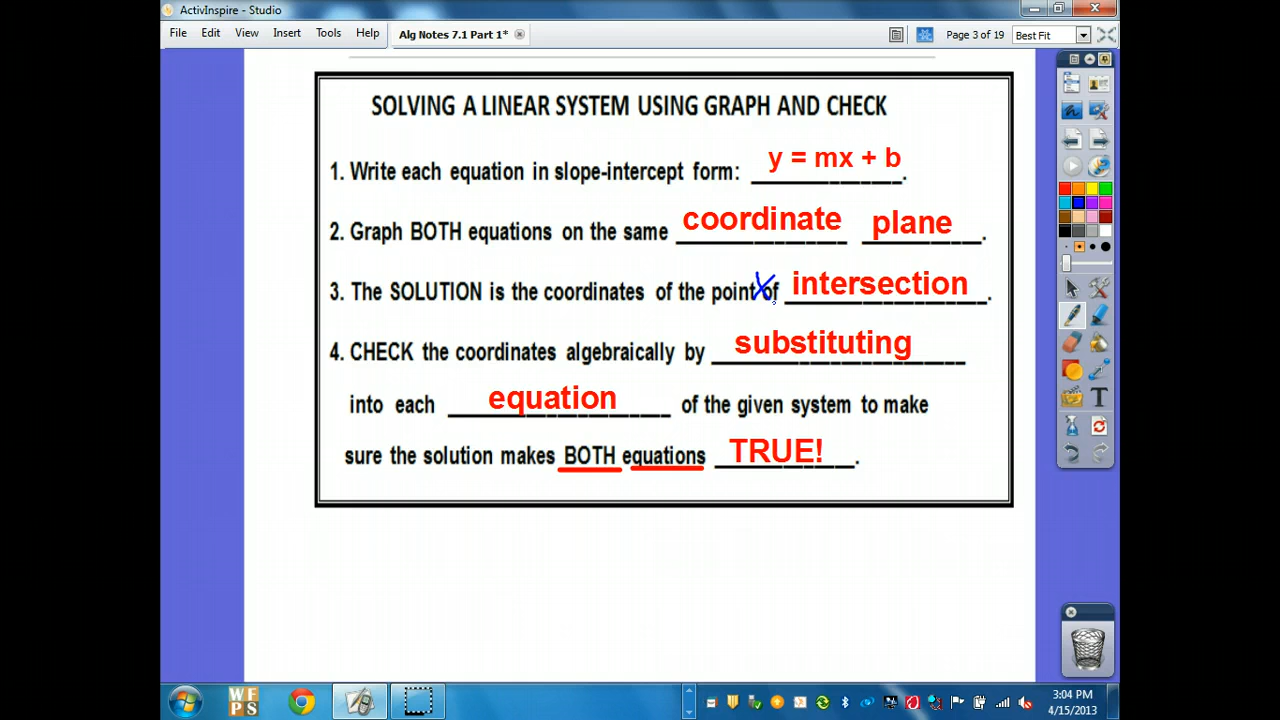 ActivInspire - Studio
File Edit View Insert Tools Help Alg Notes 7.1 Part 1* Page 3 of 19 Best Fit
SOLVING A LINEAR SYSTEM USING GRAPH AND CHECK
1. Write each equation in slope-intercept form: y = mx + b.
2. Graph BOTH equations on the same coordinate plane.
3. The SOLUTION is the coordinates of the point of intersection.
4. CHECK the coordinates algebraically by substituting
into each equation of the given system to make
sure the solution makes BOTH equations TRUE!.
WF
PS
3:04 PM
4/15/2013